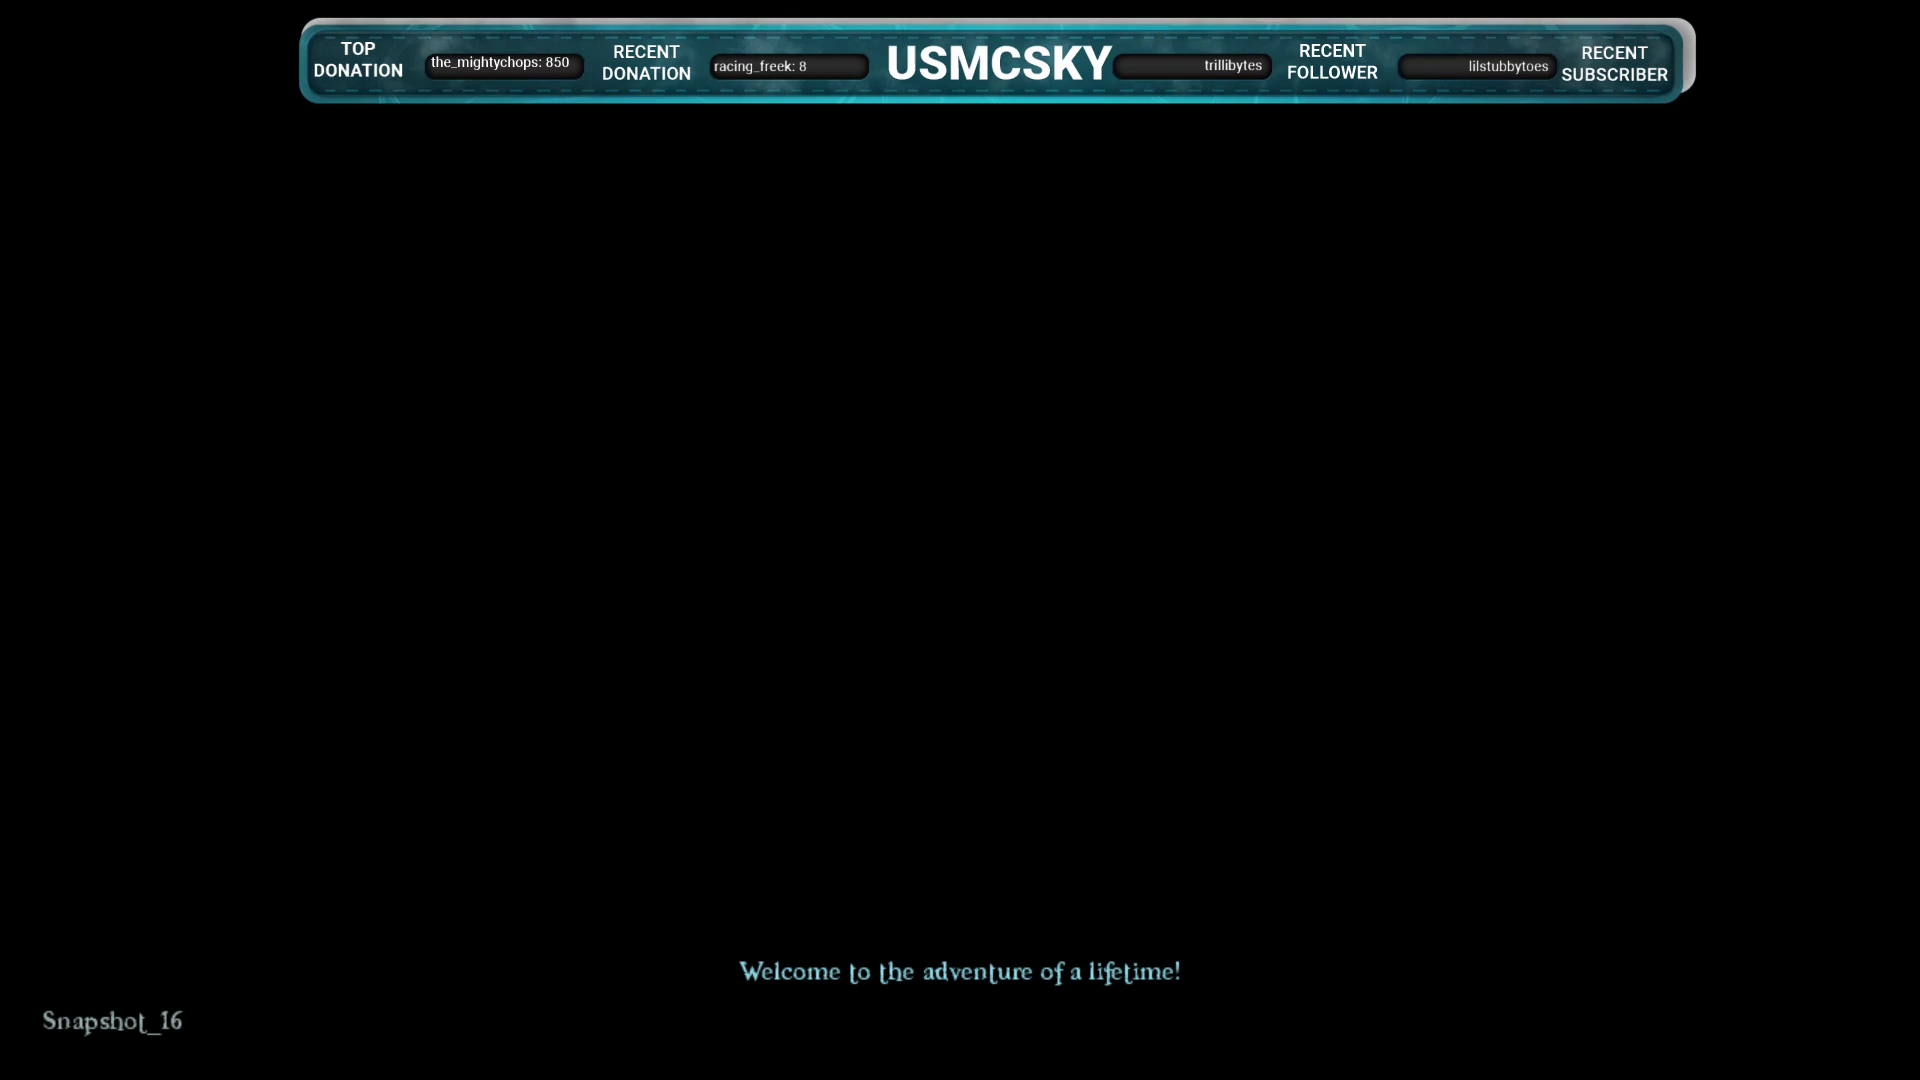 TOP
DONATION
the_mightychops: 850
RECENT
DONATION
racing_freek: 8
USMCSKY
trillibytes
RECENT
FOLLOWER
lilstubbytoes
RECENT
SUBSCRIBER
Welcome to the adventure of a lifetime!
Snapshot_16